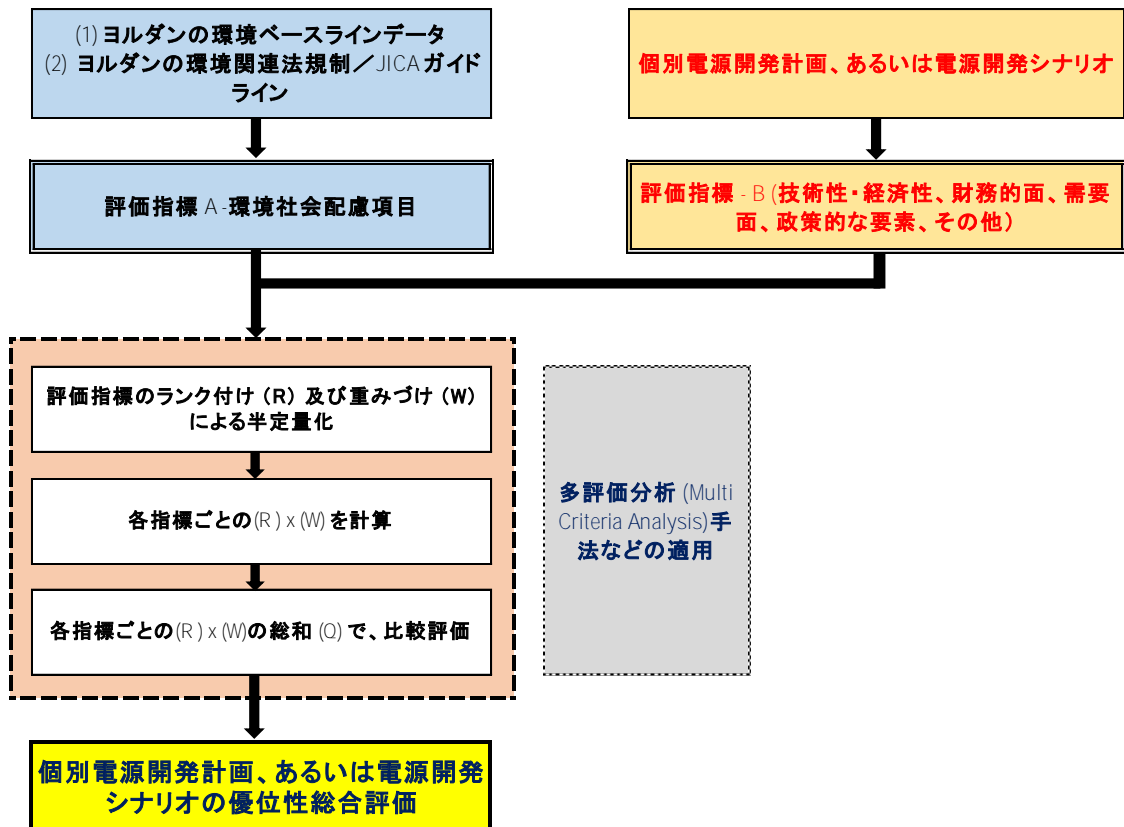 (1) ヨルダンの環境ベースラインデータ
(2) ヨルダンの環境関連法規制／JICAガイド
ライン
個別電源開発計画、あるいは電源開発シナリオ
評価指標 A -環境社会配慮項目
評価指標 - B (技術性・経済性、財務的面、需要
面、政策的な要素、その他）
評価指標のランク付け（R）及び重みづけ（W）
による半定量化
各指標ごとの(R ) x (W) を計算
各指標ごとの(R ) x (W)の総和 (Q) で、比較評価
多評価分析 (Multi
Criteria Analysis)手
法などの適用
個別電源開発計画、あるいは電源開発
シナリオの優位性総合評価